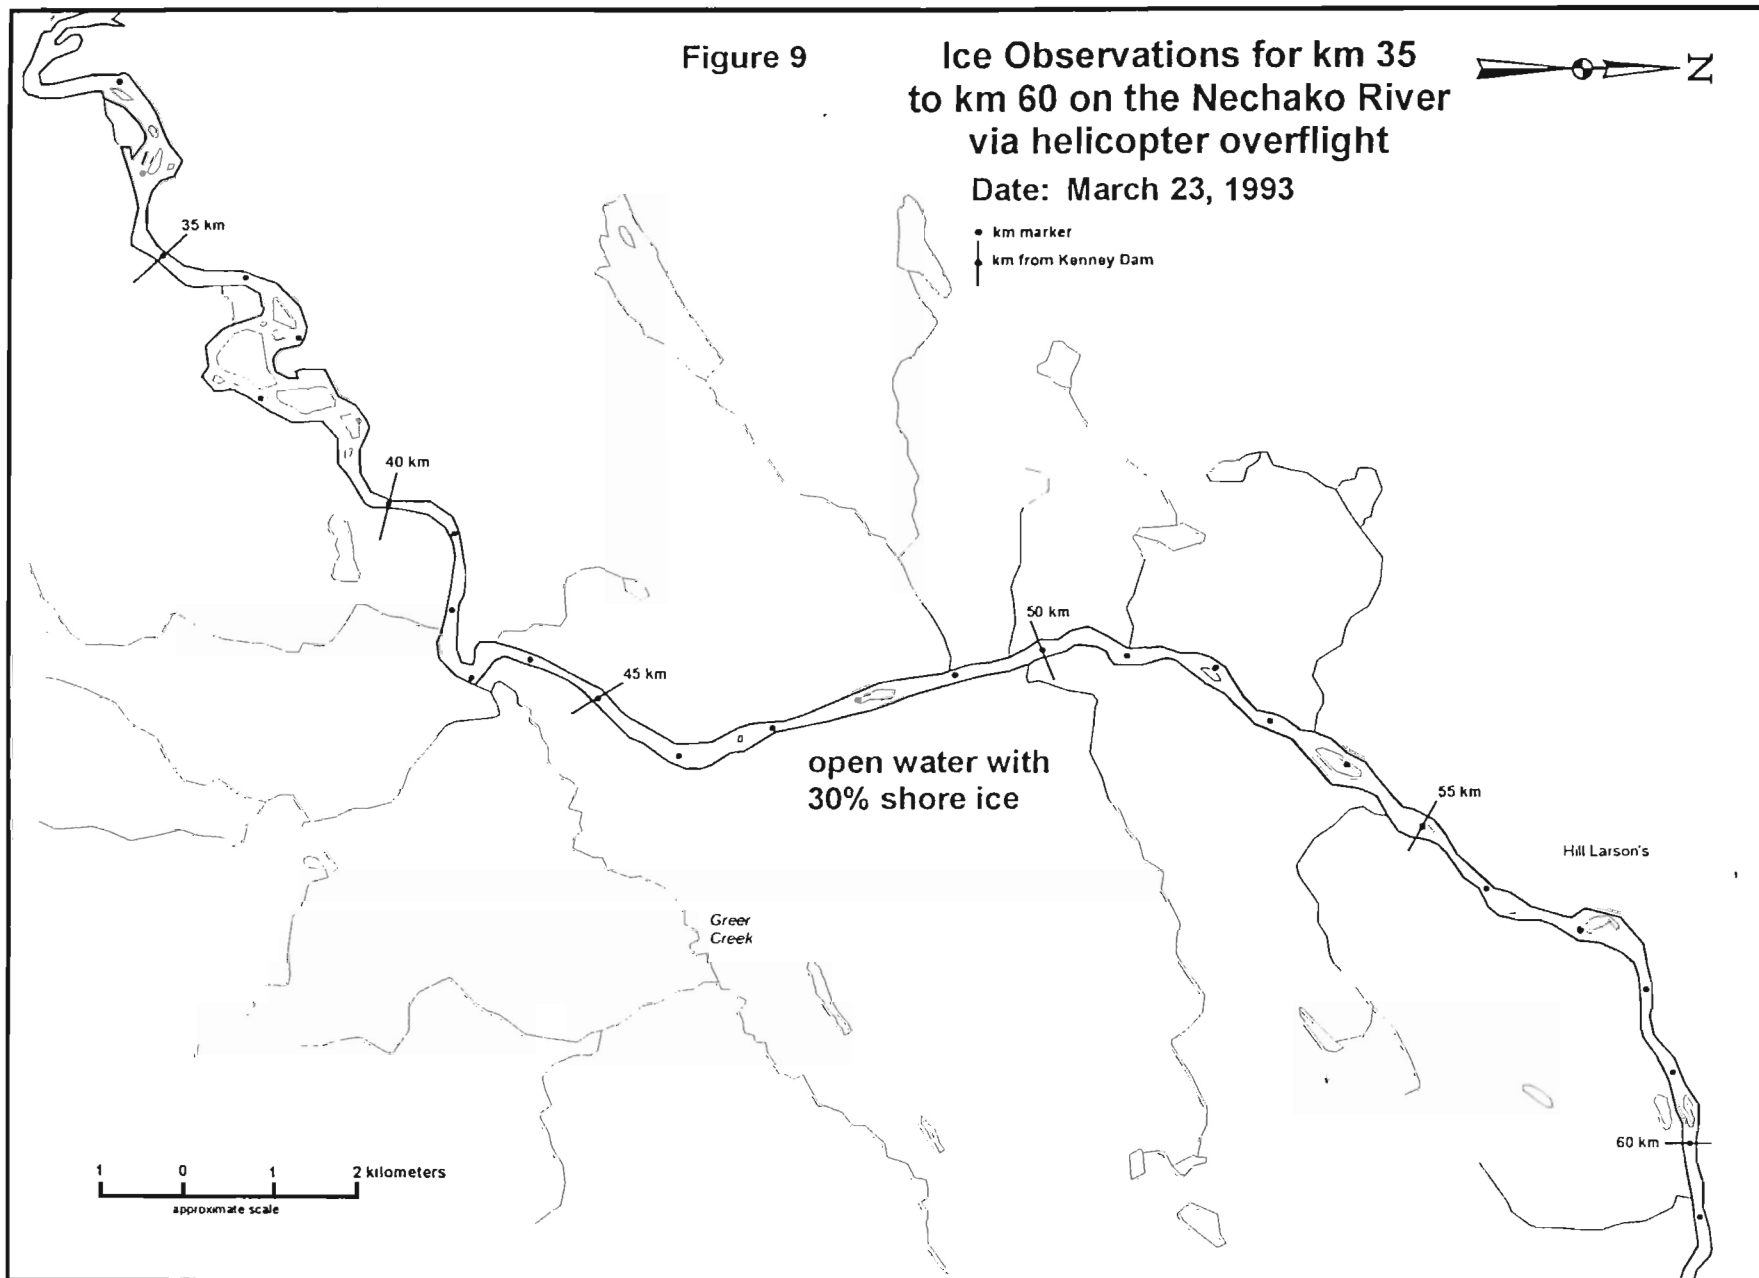 Figure 9
Ice Observations for km 35
to km 60 on the Nechako River
via helicopter overflight
Date: March 23, 1993
N
km marker
km from Kenney Dam
35 km
40 km
45 km
50 km
55 km
60 km
open water with
30% shore ice
Hill Larson's
Greer
Creek
1 0 1 2 kilometers
approximate scale